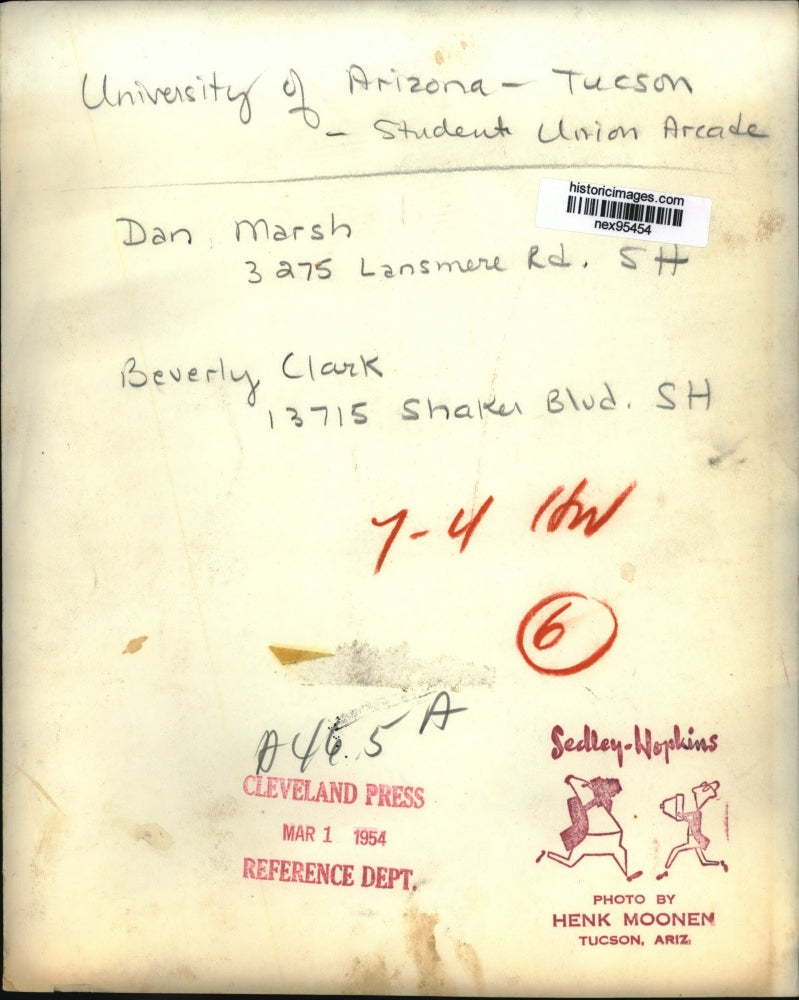 University of Arizona - Tucson
- Student Union Arcade
historicimages.com
nex95454
Dan Marsh
3275 Lansmere Rd. SH
Beverly Clark
13715 Shaker Blvd. SH
7-4
6
A46.5 A
CLEVELAND PRESS
MAR 1 1954
REFERENCE DEPT.
Sedley-Hopkins
PHOTO BY
HENK MOONEN
TUCSON, ARIZ.